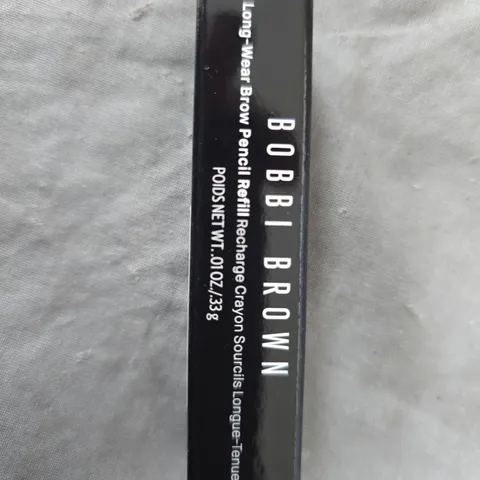 BOBBI BROWN
Long-Wear Brow Pencil Refill Recharge Crayon Sourcils Longue-Tenue
POIDS NET WT. .01 OZ./.33 g